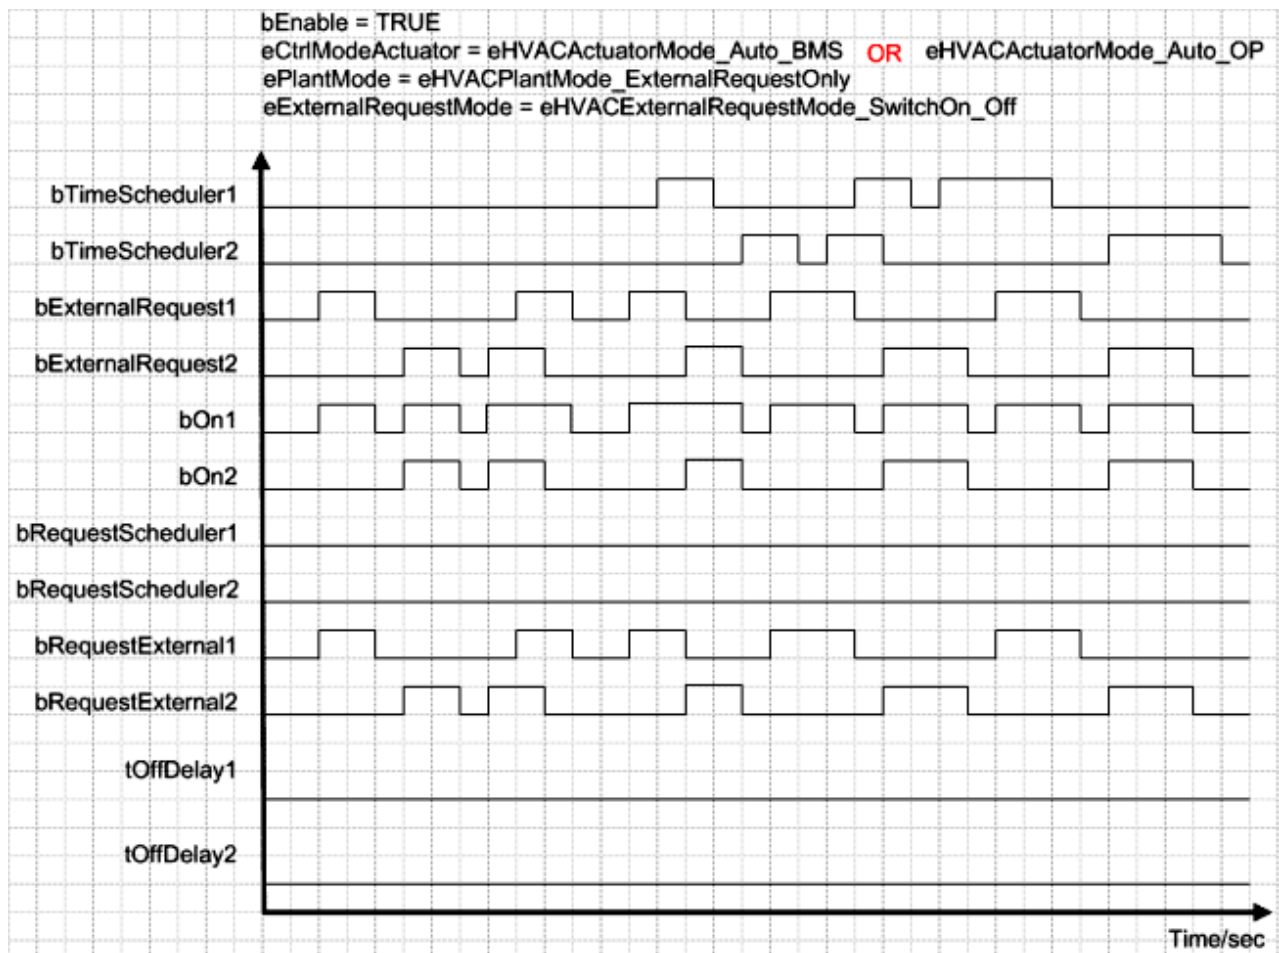 bEnable = TRUE
eCtrlModeActuator = eHVACActuatorMode_Auto_BMS OR eHVACActuatorMode_Auto_OP
ePlantMode = eHVACPlantMode_ExternalRequestOnly
eExternalRequestMode = eHVACExternalRequestMode_SwitchOn_Off
bTimeScheduler1
bTimeScheduler2
bExternalRequest1
bExternalRequest2
bOn1
bOn2
bRequestScheduler1
bRequestScheduler2
bRequestExternal1
bRequestExternal2
tOffDelay1
tOffDelay2
Time/sec